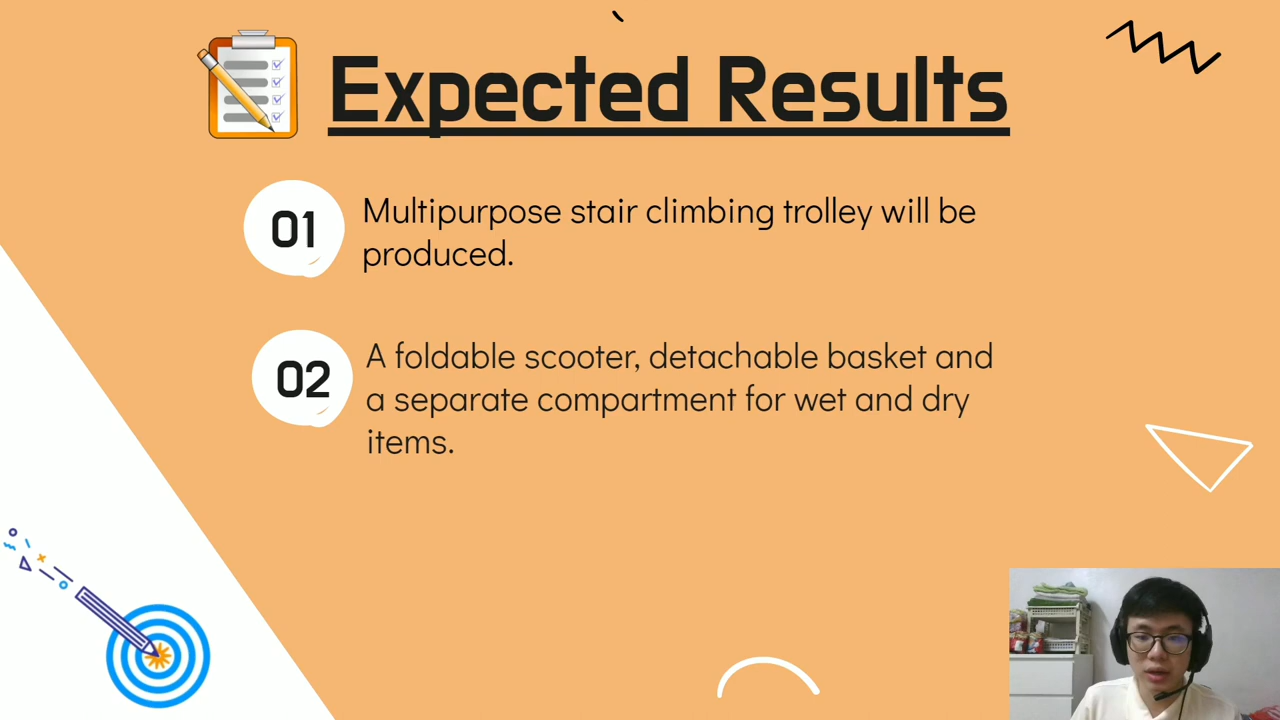 Expected Results
01
Multipurpose stair climbing trolley will be
produced.
02
A foldable scooter, detachable basket and
a separate compartment for wet and dry
items.